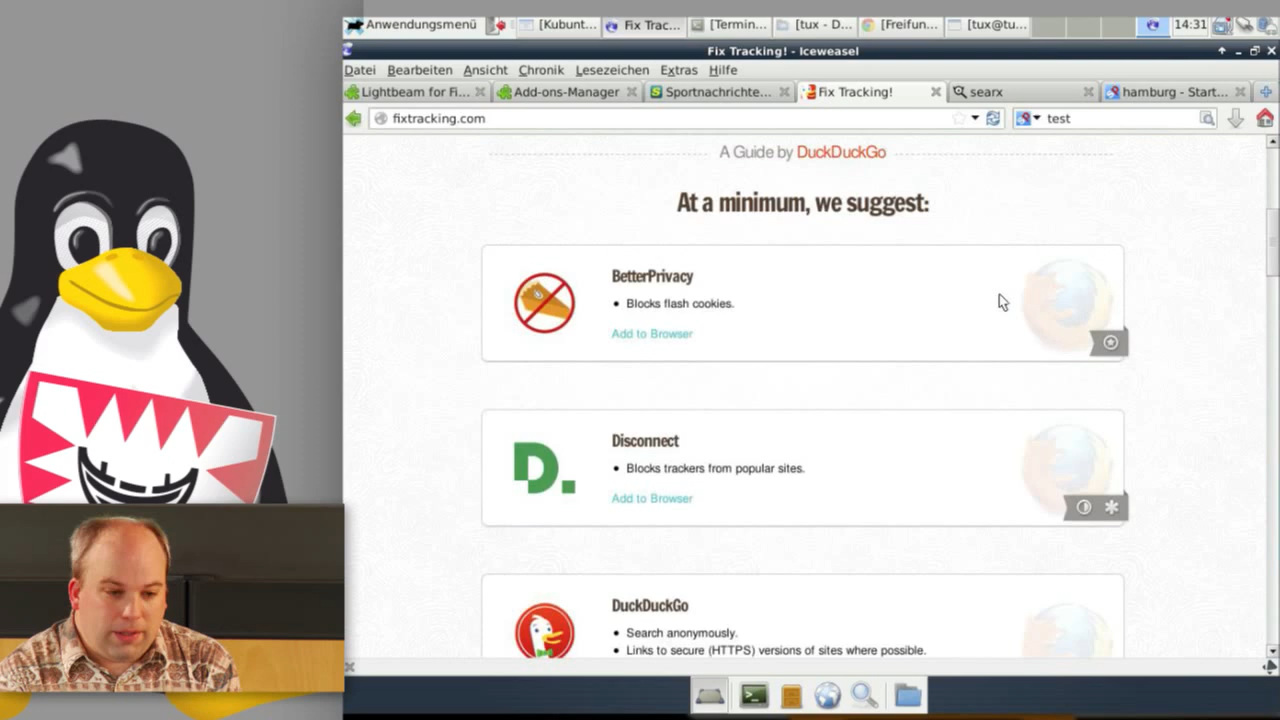 Anwendungsmenü
[Kubunt...
Fix Trac...
[Termin...
[tux - D...
[Freifun...
[tux@tu...
14:31
Fix Tracking! - Iceweasel
Datei Bearbeiten Ansicht Chronik Lesezeichen Extras Hilfe
Lightbeam for Fi...
Add-ons-Manager
Sportnachrichte...
Fix Tracking!
searx
hamburg - Start...
fixtracking.com
test
A Guide by DuckDuckGo
At a minimum, we suggest:
BetterPrivacy
Blocks flash cookies.
Add to Browser
D.
Disconnect
Blocks trackers from popular sites.
Add to Browser
DuckDuckGo
Search anonymously.
Links to secure (HTTPS) versions of sites where possible.